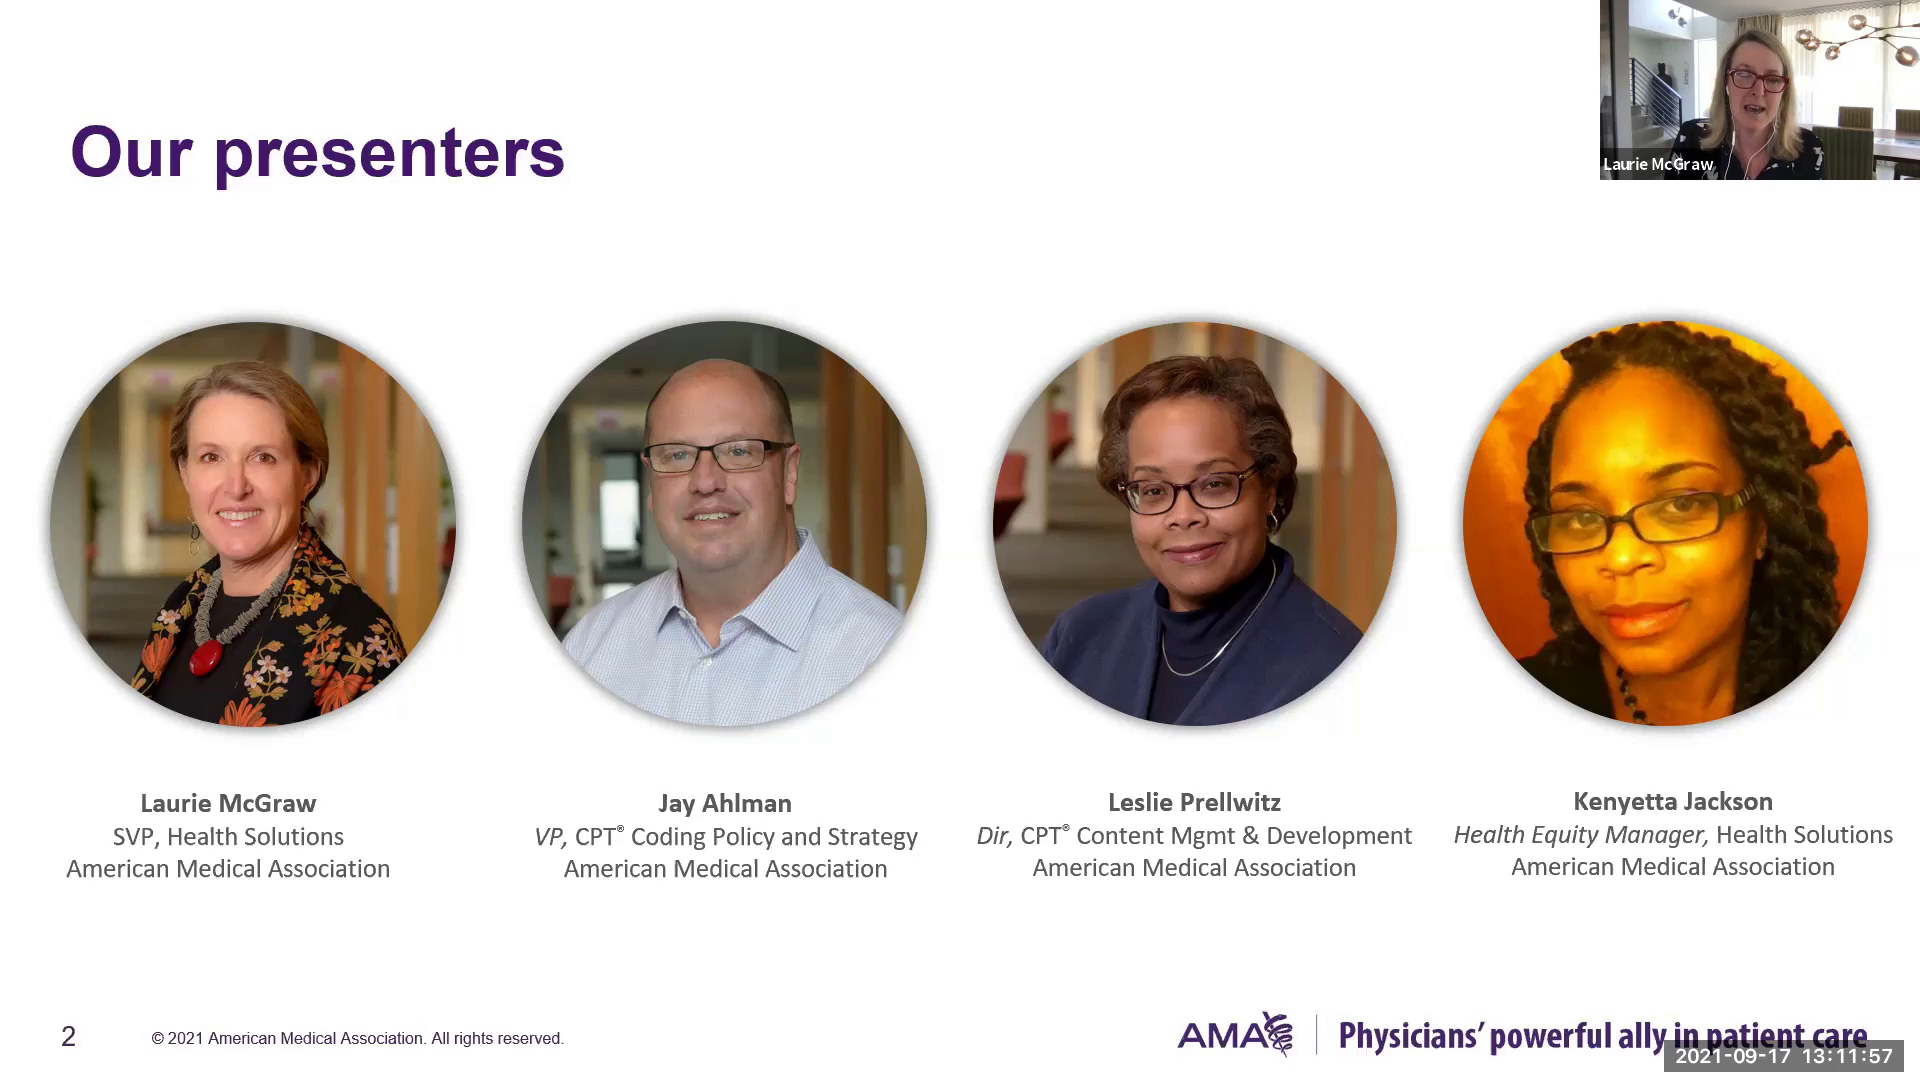 Our presenters
Laurie McGraw
Laurie McGraw
SVP, Health Solutions
American Medical Association
Jay Ahlman
VP, CPT® Coding Policy and Strategy
American Medical Association
Leslie Prellwitz
Dir, CPT® Content Mgmt & Development
American Medical Association
Kenyetta Jackson
Health Equity Manager, Health Solutions
American Medical Association
2
© 2021 American Medical Association. All rights reserved.
AMA
Physicians’ powerful ally in patient care
2021-09-17 13:11:57